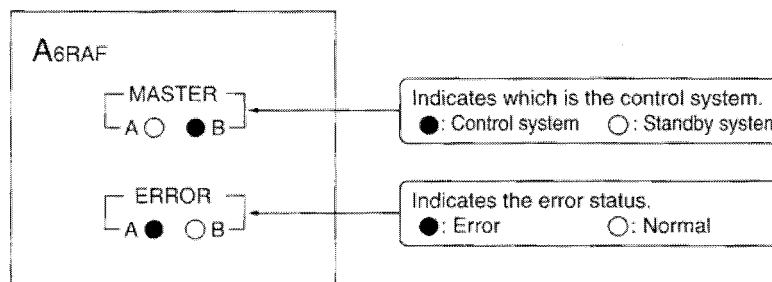 A6RAF
MASTER
A ○ ● B
Indicates which is the control system.
●: Control system ○: Standby system
ERROR
A ● ○ B
Indicates the error status.
●: Error ○: Normal